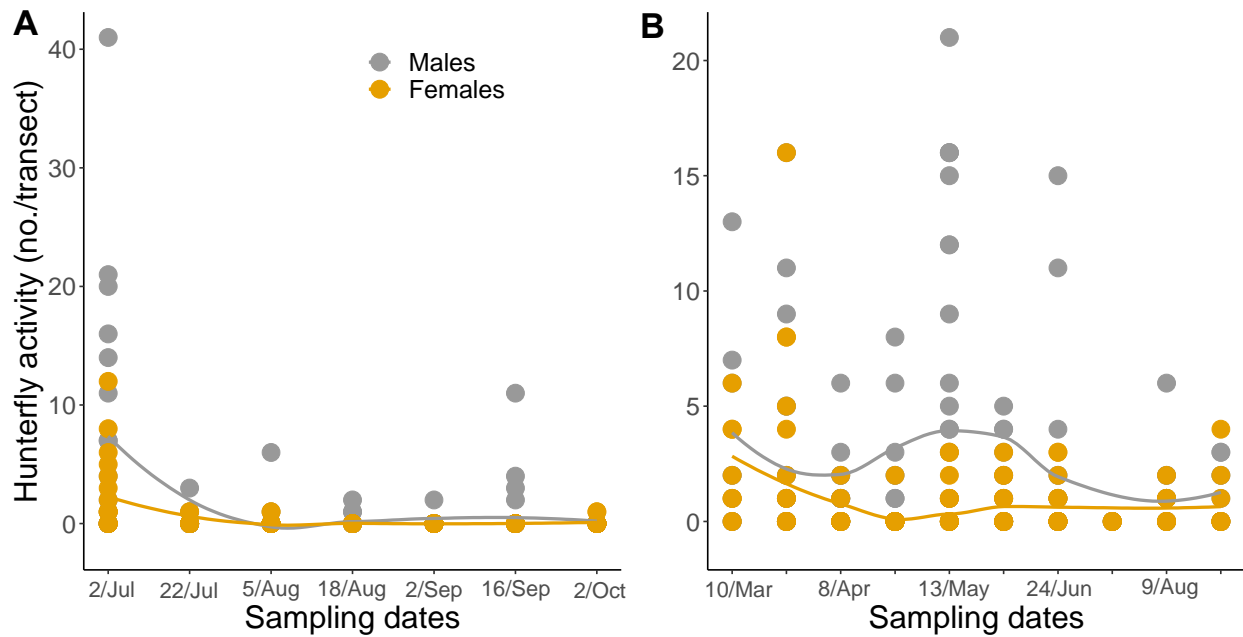 A
Hunterfly activity (no./transect)
40
30
20
10
0
Males
Females
2/Jul 22/Jul 5/Aug 18/Aug 2/Sep 16/Sep 2/Oct
Sampling dates
B
20
15
10
5
0
10/Mar 8/Apr 13/May 24/Jun 9/Aug
Sampling dates